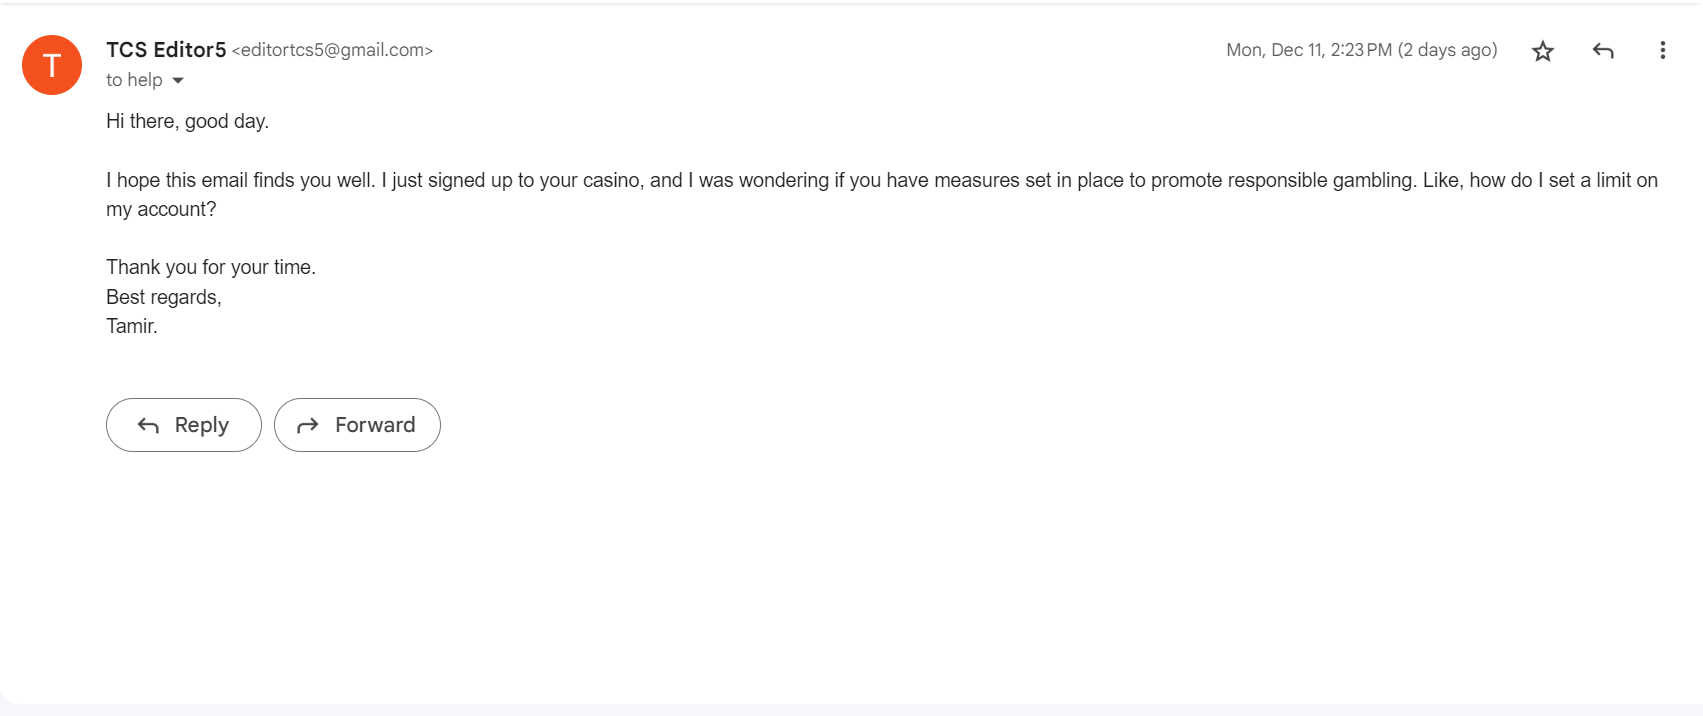 T
TCS Editor5 <editortcs5@gmail.com>
Mon, Dec 11, 2:23 PM (2 days ago)
to help
Hi there, good day.
I hope this email finds you well. I just signed up to your casino, and I was wondering if you have measures set in place to promote responsible gambling. Like, how do I set a limit on
my account?
Thank you for your time.
Best regards,
Tamir.
Reply
Forward